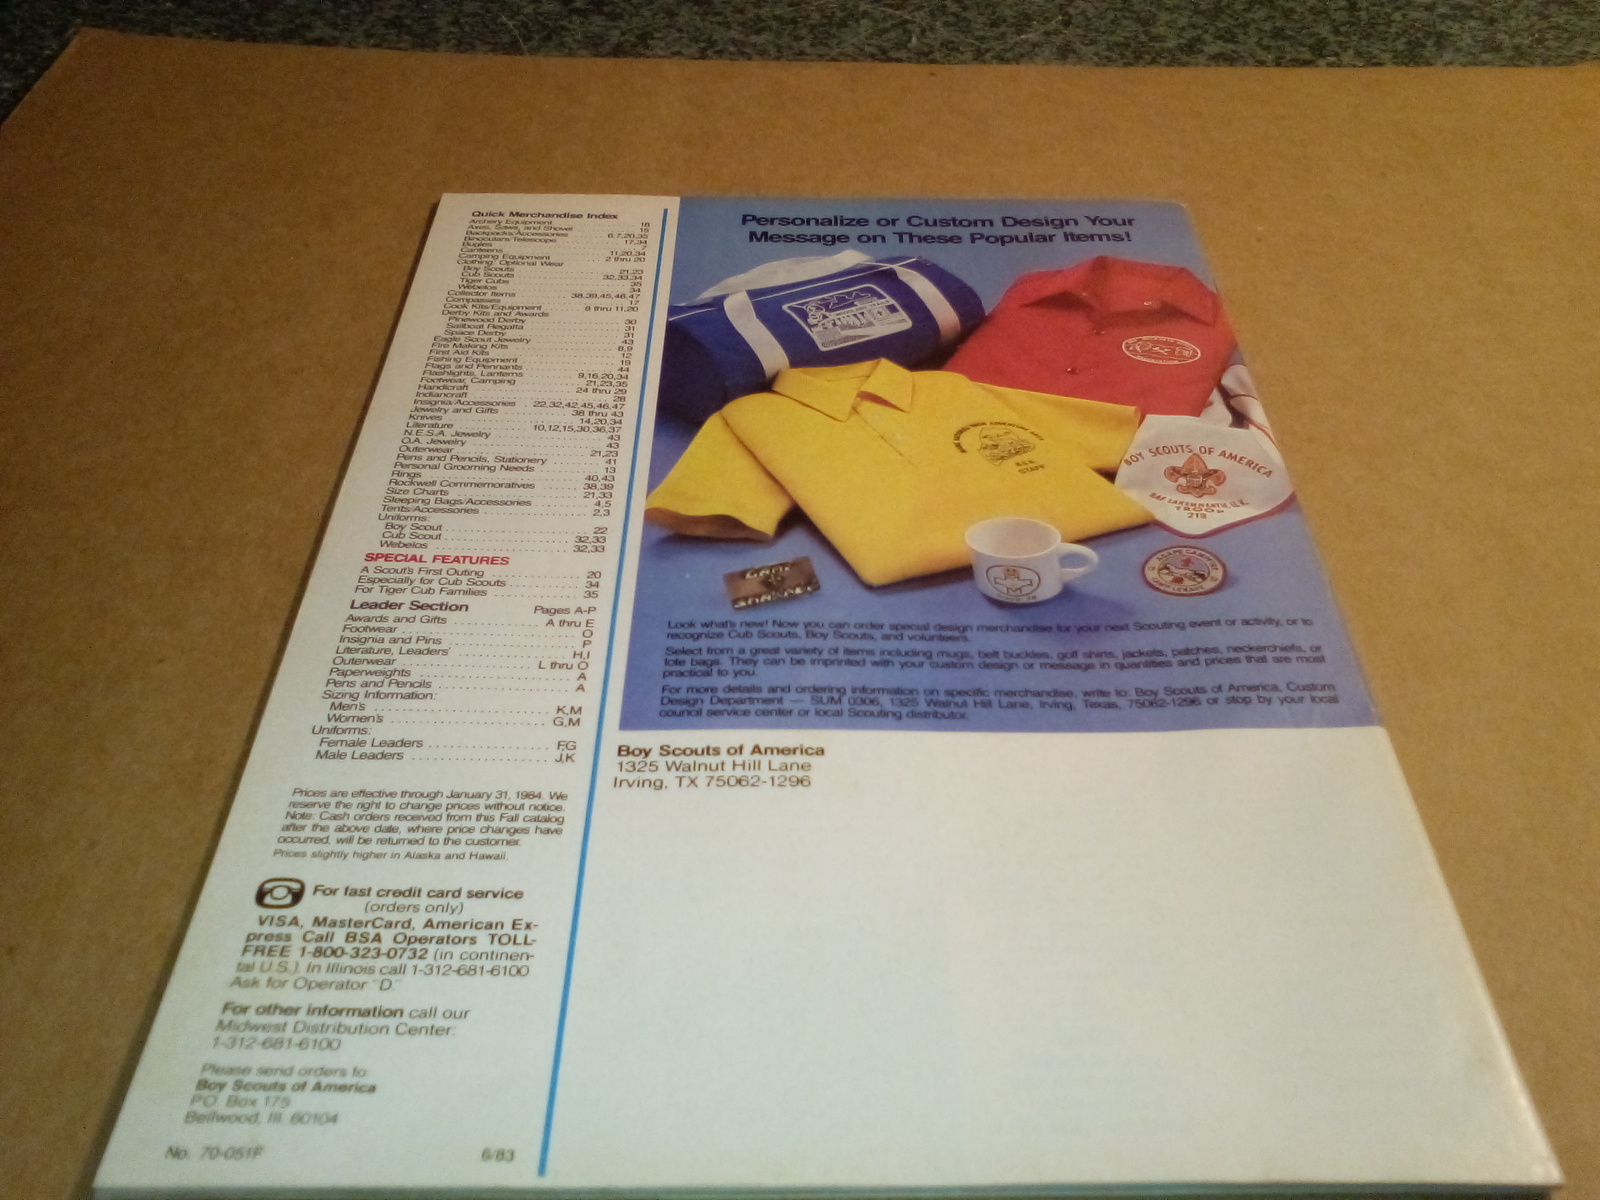 Quick Merchandise Index
Archery Equipment 18
Axes, Saws, and Shovel 15
Backpacks/Accessories 6,7,20,35
Binoculars/Telescope 17,34
Bugles 7
Canteens 11,20,34
Camping Equipment 2 thru 20
Clothing: Optional Wear
Boy Scouts 21,23
Cub Scouts 32,33,34
Tiger Cubs 35
Webelos 34
Collector Items 38,39,45,46,47
Compasses 17
Cook Kits/Equipment 8 thru 11,20
Derby Kits and Awards
Pinewood Derby 30
Sailboat Regatta 31
Space Derby 31
Eagle Scout Jewelry 43
Fire Making Kits 8,9
First Aid Kits 12
Fishing Equipment 19
Flags and Pennants 44
Flashlights, Lanterns 9,16,20,34
Footwear, Camping 21,23,35
Handicraft 24 thru 29
Indiancraft 28
Insignia/Accessories 22,32,42,45,46,47
Jewelry and Gifts 38 thru 43
Knives 14,20,34
Literature 10,12,15,30,36,37
N.E.S.A. Jewelry 43
O.A. Jewelry 43
Outerwear 21,23
Pens and Pencils, Stationery 41
Personal Grooming Needs 13
Rings 40,43
Rockwell Commemoratives 38,39
Size Charts 21,33
Sleeping Bags/Accessories 4,5
Tents/Accessories 2,3
Uniforms:
Boy Scout 22
Cub Scout 32,33
Webelos 32,33
SPECIAL FEATURES
A Scout's First Outing 20
Especially for Cub Scouts 34
For Tiger Cub Families 35
Leader Section Pages A-P
Awards and Gifts A thru E
Footwear O
Insignia and Pins P
Literature, Leaders' H,I
Outerwear L thru O
Paperweights A
Pens and Pencils A
Sizing Information:
Men's K,M
Women's G,M
Uniforms:
Female Leaders F,G
Male Leaders J,K
Prices are effective through January 31, 1984. We
reserve the right to change prices without notice.
Note: Cash orders received from this Fall catalog
after the above date, where price changes have
occurred, will be returned to the customer.
Prices slightly higher in Alaska and Hawaii.
For fast credit card service
(orders only)
VISA, MasterCard, American Ex-
press Call BSA Operators TOLL-
FREE 1-800-323-0732 (in continen-
tal U.S.). In Illinois call 1-312-681-6100
Ask for Operator "D."
For other information call our
Midwest Distribution Center:
1-312-681-6100
Please send orders to:
Boy Scouts of America
P.O. Box 175
Bellwood, Ill. 60104
No. 70-051F 6/83
Personalize or Custom Design Your
Message on These Popular Items!
B.S.A.
STAFF
BOY SCOUTS OF AMERICA
RAF LAKENHEATH, U.K.
TROOP
219
Look what's new! Now you can order special design merchandise for your next Scouting event or activity, or to
recognize Cub Scouts, Boy Scouts, and volunteers.
Select from a great variety of items including mugs, belt buckles, golf shirts, jackets, patches, neckerchiefs, or
tote bags. They can be imprinted with your custom design or message in quantities and prices that are most
practical to you.
For more details and ordering information on specific merchandise, write to: Boy Scouts of America, Custom
Design Department — SUM 0306, 1325 Walnut Hill Lane, Irving, Texas, 75062-1296 or stop by your local
council service center or local Scouting distributor.
Boy Scouts of America
1325 Walnut Hill Lane
Irving, TX 75062-1296